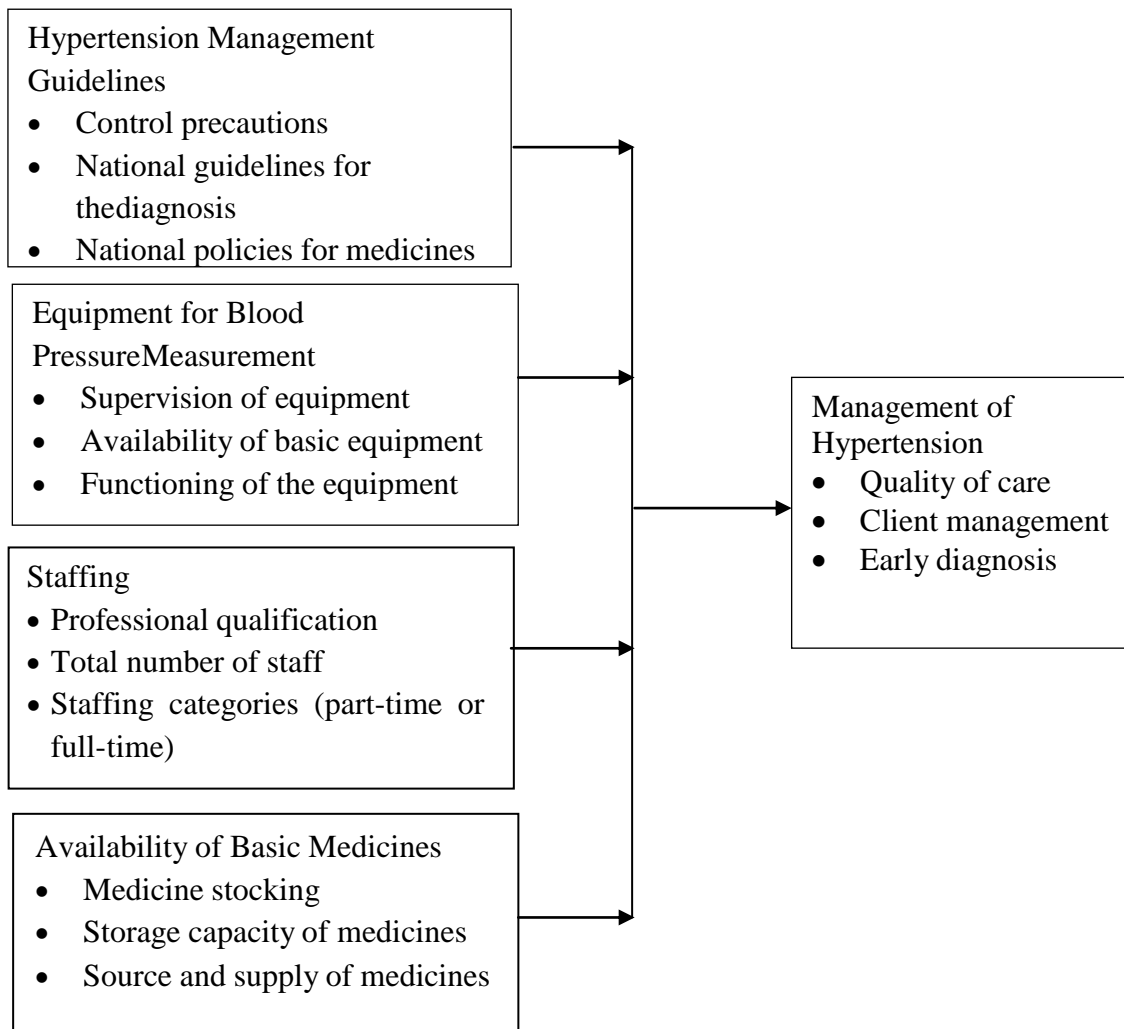 Hypertension Management
Guidelines
• Control precautions
• National guidelines for
thediagnosis
• National policies for medicines
Equipment for Blood
PressureMeasurement
• Supervision of equipment
• Availability of basic equipment
• Functioning of the equipment
Staffing
• Professional qualification
• Total number of staff
• Staffing categories (part-time or
full-time)
Availability of Basic Medicines
• Medicine stocking
• Storage capacity of medicines
• Source and supply of medicines
Management of
Hypertension
• Quality of care
• Client management
• Early diagnosis